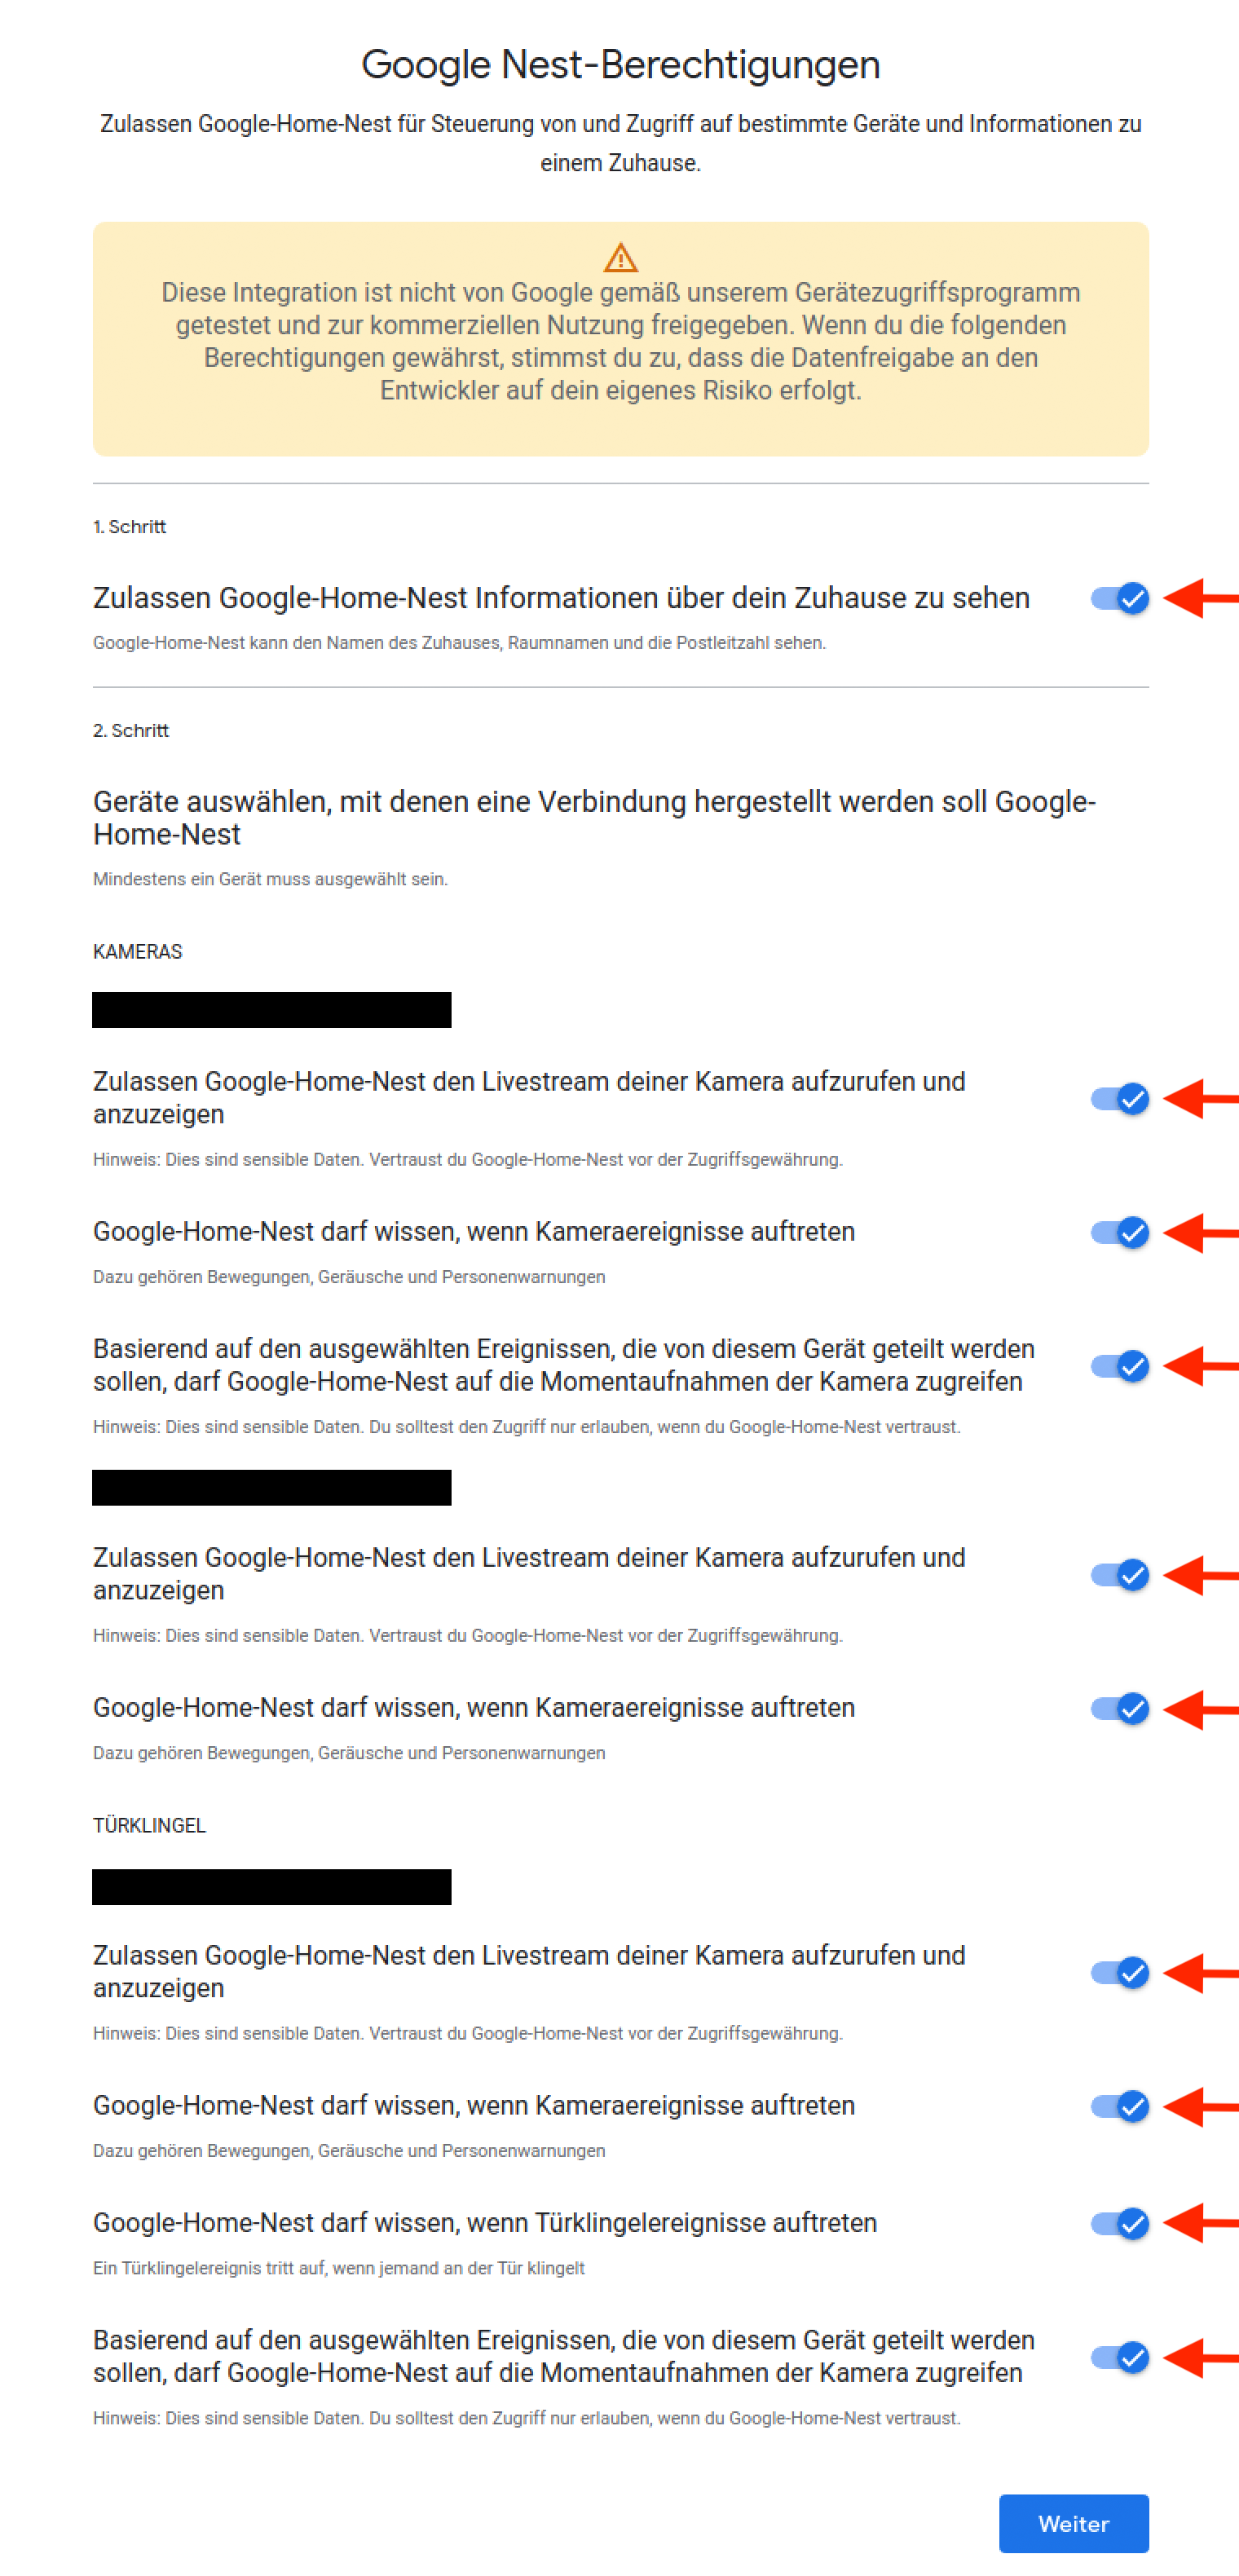 Google Nest-Berechtigungen
Zulassen Google-Home-Nest für Steuerung von und Zugriff auf bestimmte Geräte und Informationen zu
einem Zuhause.
Diese Integration ist nicht von Google gemäß unserem Gerätezugriffsprogramm
getestet und zur kommerziellen Nutzung freigegeben. Wenn du die folgenden
Berechtigungen gewährst, stimmst du zu, dass die Datenfreigabe an den
Entwickler auf dein eigenes Risiko erfolgt.
1. Schritt
Zulassen Google-Home-Nest Informationen über dein Zuhause zu sehen
Google-Home-Nest kann den Namen des Zuhauses, Raumnamen und die Postleitzahl sehen.
2. Schritt
Geräte auswählen, mit denen eine Verbindung hergestellt werden soll Google-
Home-Nest
Mindestens ein Gerät muss ausgewählt sein.
KAMERAS
Zulassen Google-Home-Nest den Livestream deiner Kamera aufzurufen und
anzuzeigen
Hinweis: Dies sind sensible Daten. Vertraust du Google-Home-Nest vor der Zugriffsgewährung.
Google-Home-Nest darf wissen, wenn Kameraereignisse auftreten
Dazu gehören Bewegungen, Geräusche und Personenwarnungen
Basierend auf den ausgewählten Ereignissen, die von diesem Gerät geteilt werden
sollen, darf Google-Home-Nest auf die Momentaufnahmen der Kamera zugreifen
Hinweis: Dies sind sensible Daten. Du solltest den Zugriff nur erlauben, wenn du Google-Home-Nest vertraust.
Zulassen Google-Home-Nest den Livestream deiner Kamera aufzurufen und
anzuzeigen
Hinweis: Dies sind sensible Daten. Vertraust du Google-Home-Nest vor der Zugriffsgewährung.
Google-Home-Nest darf wissen, wenn Kameraereignisse auftreten
Dazu gehören Bewegungen, Geräusche und Personenwarnungen
TÜRKLINGEL
Zulassen Google-Home-Nest den Livestream deiner Kamera aufzurufen und
anzuzeigen
Hinweis: Dies sind sensible Daten. Vertraust du Google-Home-Nest vor der Zugriffsgewährung.
Google-Home-Nest darf wissen, wenn Kameraereignisse auftreten
Dazu gehören Bewegungen, Geräusche und Personenwarnungen
Google-Home-Nest darf wissen, wenn Türklingelereignisse auftreten
Ein Türklingelereignis tritt auf, wenn jemand an der Tür klingelt
Basierend auf den ausgewählten Ereignissen, die von diesem Gerät geteilt werden
sollen, darf Google-Home-Nest auf die Momentaufnahmen der Kamera zugreifen
Hinweis: Dies sind sensible Daten. Du solltest den Zugriff nur erlauben, wenn du Google-Home-Nest vertraust.
Weiter